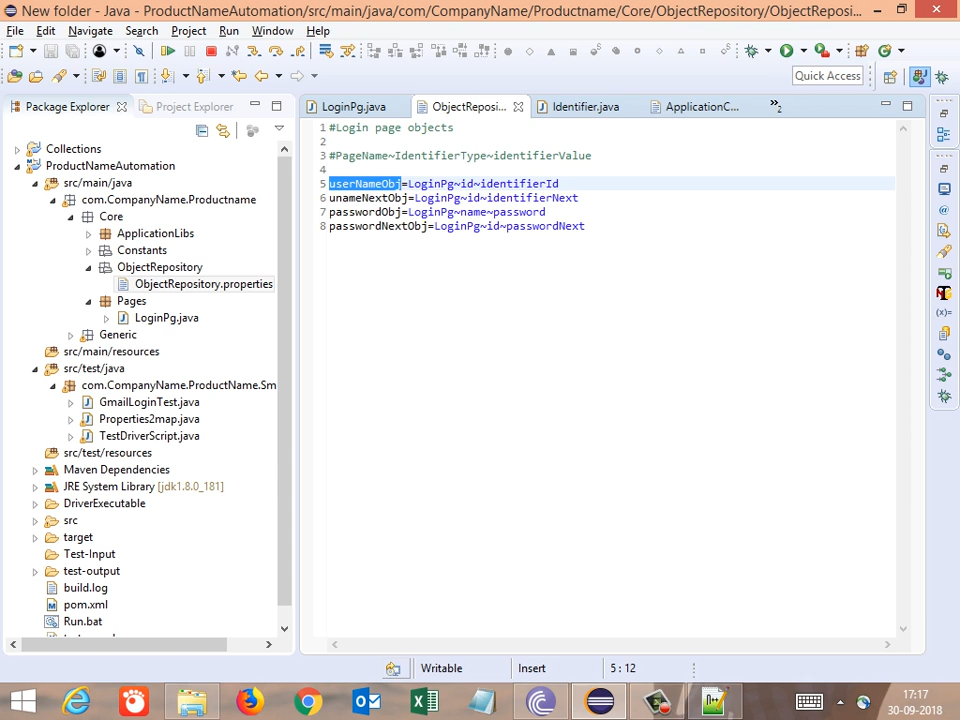 New folder - Java - ProductNameAutomation/src/main/java/com/CompanyName/Productname/Core/ObjectRepository/ObjectReposi...
File Edit Navigate Search Project Run Window Help
Quick Access
Package Explorer Project Explorer
LoginPg.java ObjectReposi... Identifier.java ApplicationC... »2
Collections
ProductNameAutomation
src/main/java
com.CompanyName.Productname
Core
ApplicationLibs
Constants
ObjectRepository
ObjectRepository.properties
Pages
LoginPg.java
Generic
src/main/resources
src/test/java
com.CompanyName.ProductName.Sm
GmailLoginTest.java
Properties2map.java
TestDriverScript.java
src/test/resources
Maven Dependencies
JRE System Library [jdk1.8.0_181]
DriverExecutable
src
target
Test-Input
test-output
build.log
pom.xml
Run.bat
1 #Login page objects
2
3 #PageName~IdentifierType~identifierValue
4
5 userNameObj=LoginPg~id~identifierId
6 unameNextObj=LoginPg~id~identifierNext
7 passwordObj=LoginPg~name~password
8 passwordNextObj=LoginPg~id~passwordNext
Writable Insert 5 : 12
17:17
30-09-2018